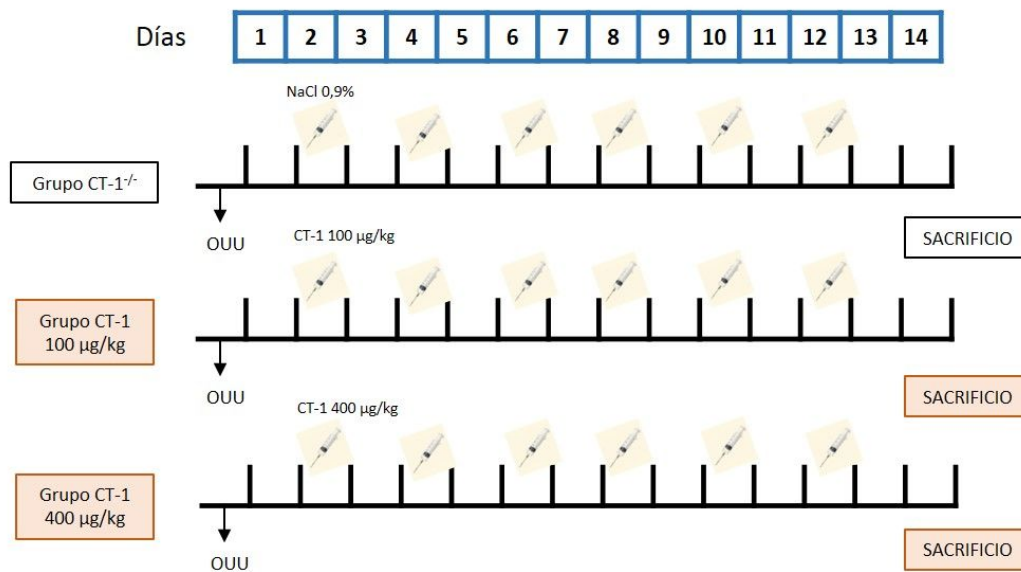 Días 1 2 3 4 5 6 7 8 9 10 11 12 13 14
NaCl 0,9%
Grupo CT-1-/-
OUU
SACRIFICIO
CT-1 100 µg/kg
Grupo CT-1
100 µg/kg
OUU
SACRIFICIO
CT-1 400 µg/kg
Grupo CT-1
400 µg/kg
OUU
SACRIFICIO